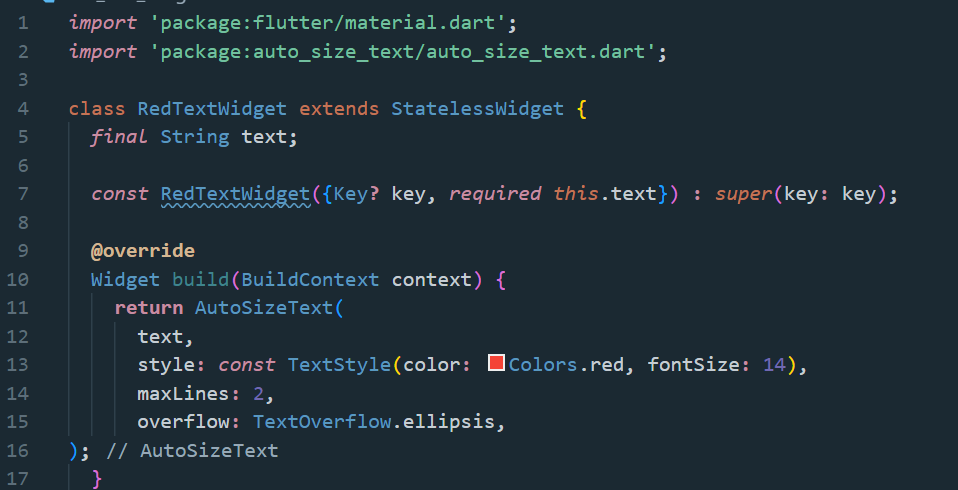 1 import 'package:flutter/material.dart';
2 import 'package:auto_size_text/auto_size_text.dart';
3
4 class RedTextWidget extends StatelessWidget {
5   final String text;
6
7   const RedTextWidget({Key? key, required this.text}) : super(key: key);
8
9   @override
10   Widget build(BuildContext context) {
11     return AutoSizeText(
12       text,
13       style: const TextStyle(color: Colors.red, fontSize: 14),
14       maxLines: 2,
15       overflow: TextOverflow.ellipsis,
16 ); // AutoSizeText
17   }